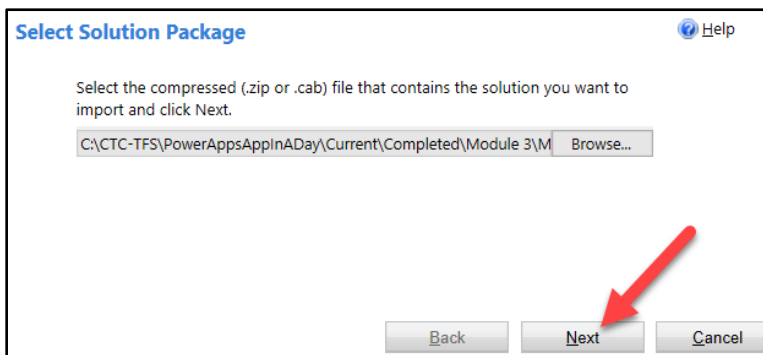 Select Solution Package
Help
Select the compressed (.zip or .cab) file that contains the solution you want to
import and click Next.
C:\CTC-TFS\PowerAppsAppInADay\Current\Completed\Module 3\M
Browse...
Back
Next
Cancel